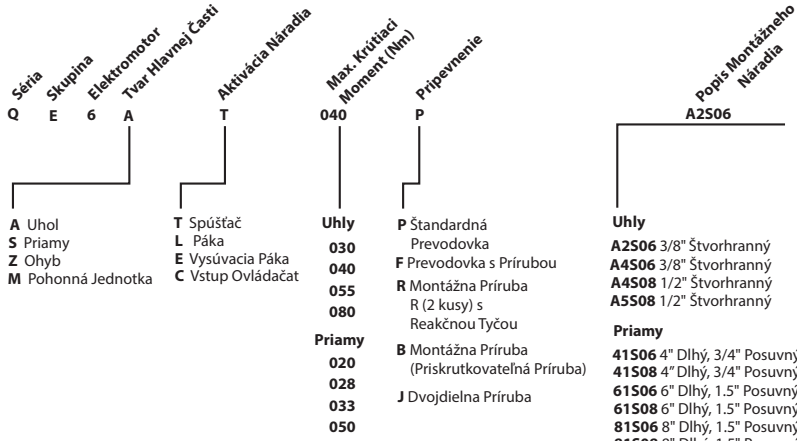 Séria
Skupina
Elektromotor
Tvar Hlavnej Časti
Aktivácia Náradia
Max. Krútiaci
Moment (Nm)
Pripevnenie
Popis Montážneho
Náradia
Q E 6 A T 040 P A2S06
A Uhol
S Priamy
Z Ohyb
M Pohonná Jednotka
T Spúšťač
L Páka
E Vysúvacia Páka
C Vstup Ovládačat
Uhly
030
040
055
080
Priamy
020
028
033
050
P Štandardná
Prevodovka
F Prevodovka s Prírubou
R Montážna Príruba
R (2 kusy) s
Reakčnou Tyčou
B Montážna Príruba
(Priskrutkovateľná Príruba)
J Dvojdielna Príruba
Uhly
A2S06 3/8" Štvorhranný
A4S06 3/8" Štvorhranný
A4S08 1/2" Štvorhranný
A5S08 1/2" Štvorhranný
Priamy
41S06 4" Dlhý, 3/4" Posuvný
41S08 4" Dlhý, 3/4" Posuvný
61S06 6" Dlhý, 1.5" Posuvný
61S08 6" Dlhý, 1.5" Posuvný
81S06 8" Dlhý, 1.5" Posuvný